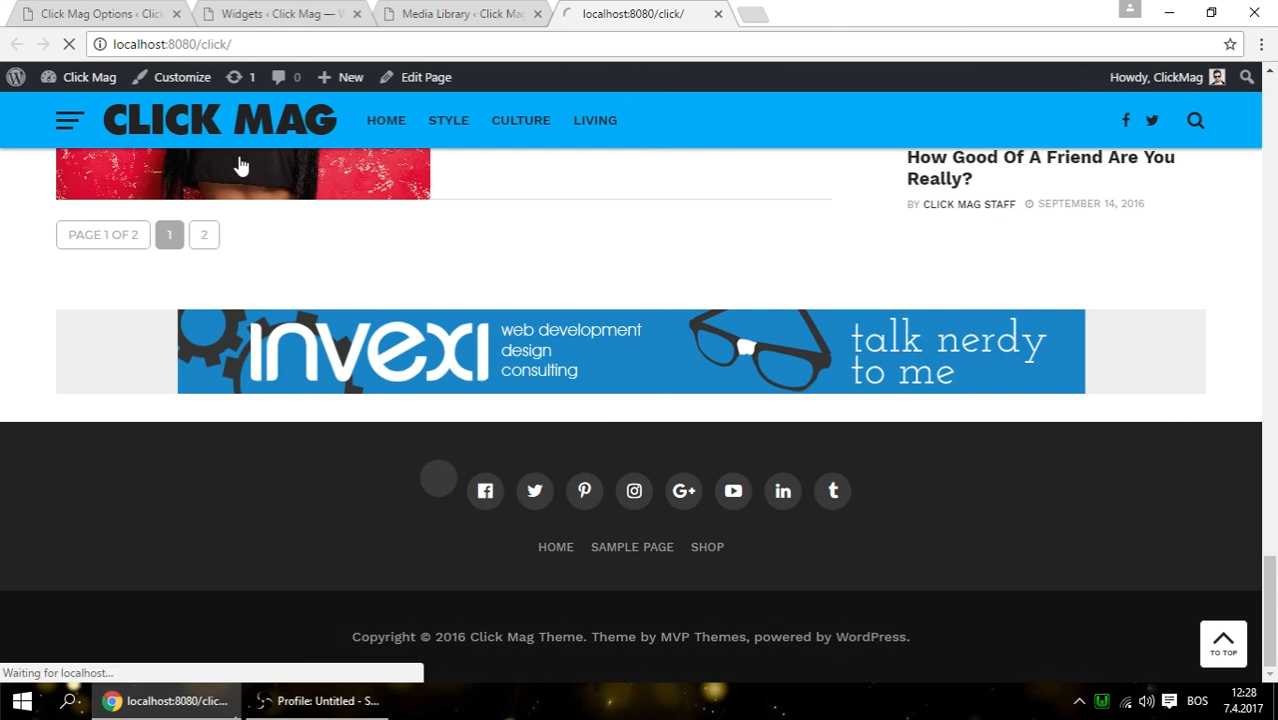 Click Mag Options ‹ Click
Widgets ‹ Click Mag — W
Media Library ‹ Click Mag
localhost:8080/click/
localhost:8080/click/
Click Mag Customize 1 0 New Edit Page Howdy, ClickMag
CLICK MAG HOME STYLE CULTURE LIVING
How Good Of A Friend Are You
Really?
BY CLICK MAG STAFF SEPTEMBER 14, 2016
PAGE 1 OF 2 1 2
invexi
web development
design
consulting
talk nerdy
to me
HOME SAMPLE PAGE SHOP
Copyright © 2016 Click Mag Theme. Theme by MVP Themes, powered by WordPress.
TO TOP
Waiting for localhost...
localhost:8080/clic...
Profile: Untitled - S...
BOS
12:28
7.4.2017